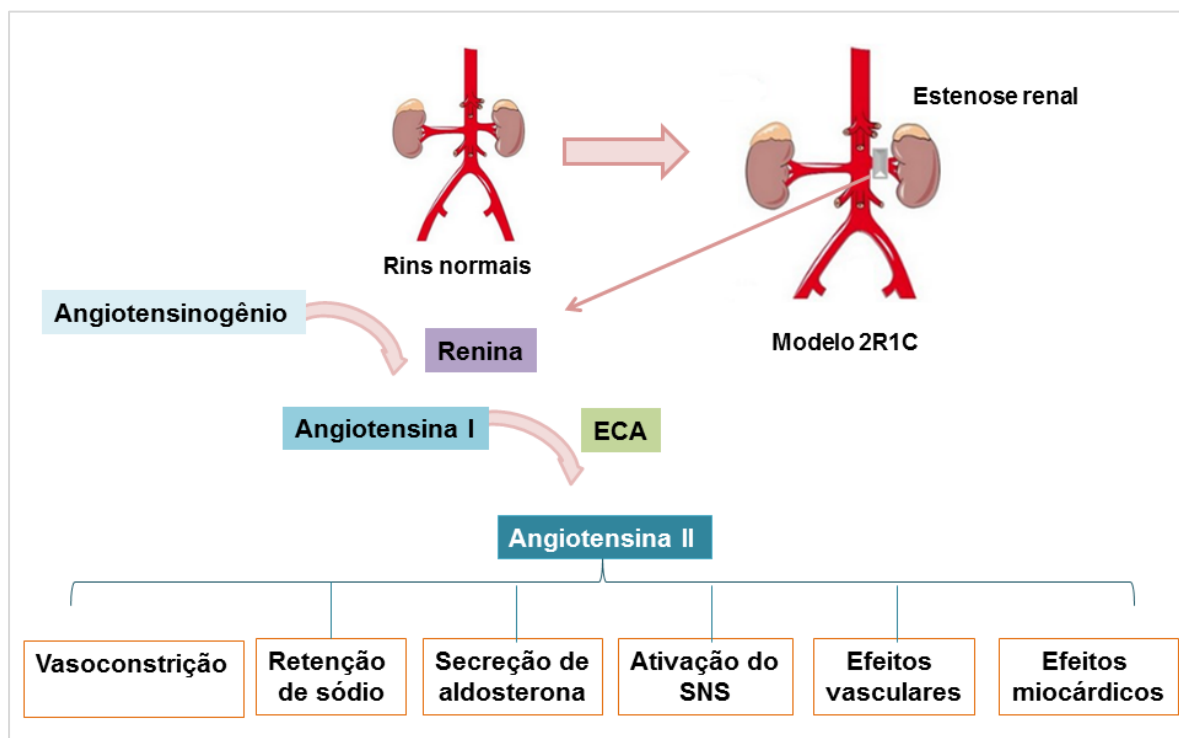 Estenose renal
Rins normais
Modelo 2R1C
Angiotensinogênio
Renina
Angiotensina I
ECA
Angiotensina II
Vasoconstrição
Retenção
de sódio
Secreção de
aldosterona
Ativação do
SNS
Efeitos
vasculares
Efeitos
miocárdicos